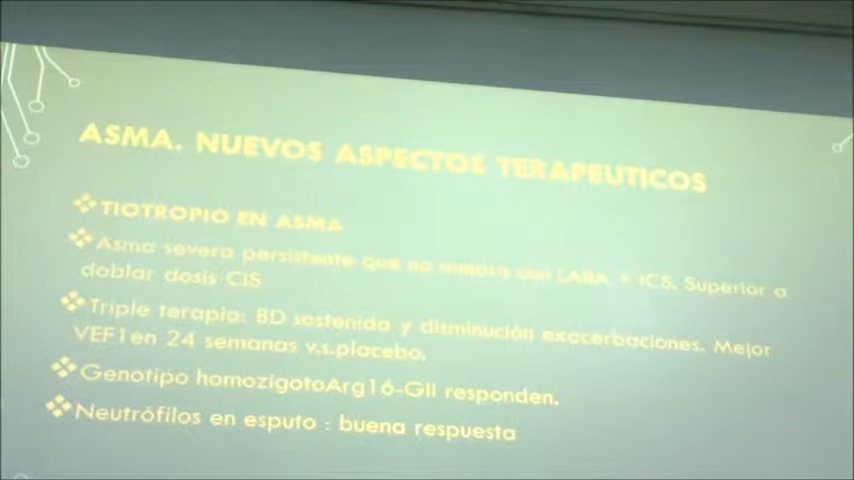 ASMA. NUEVOS ASPECTOS TERAPEUTICOS
TIOTROPIO EN ASMA
Asma severa persistente que no mejora con LABA + ICS. Superior a
doblar dosis CIS
Triple terapia: BD sostenida y disminución exacerbaciones. Mejor
VEF1en 24 semanas v.s.placebo.
Genotipo homozigotoArg16-Gll responden.
Neutrófilos en esputo : buena respuesta